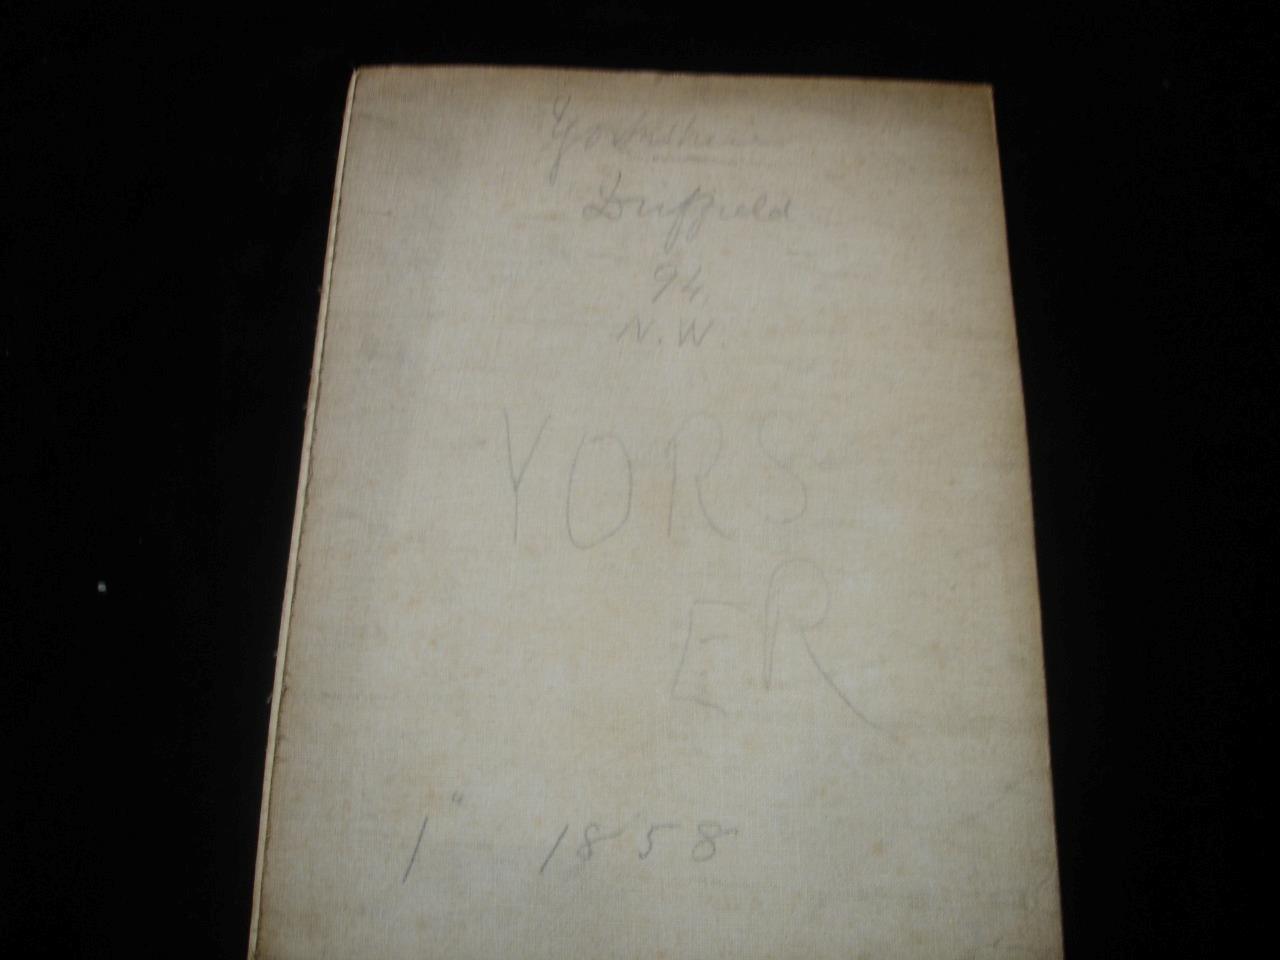 Yorkshire
Driffield
94
N.W.
YORS
ER
1" 1858